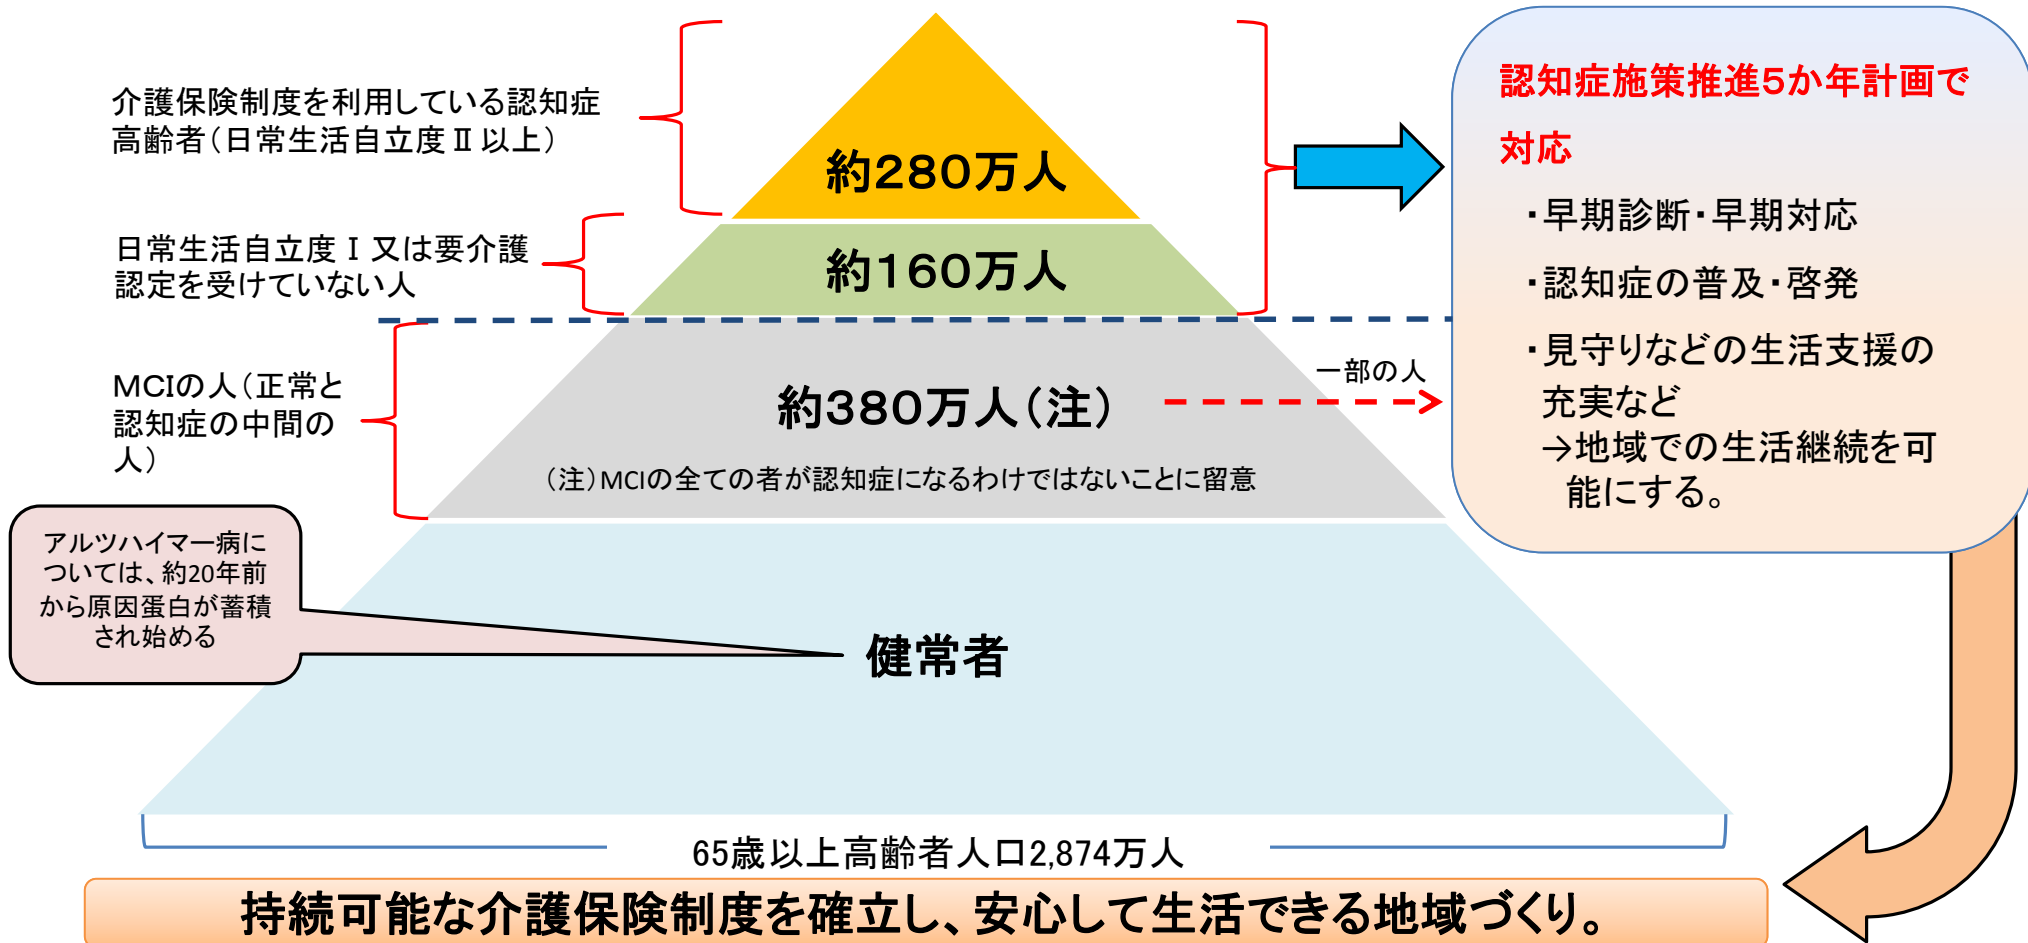 介護保険制度を利用している認知症
高齢者(日常生活自立度Ⅱ以上)
約280万人
日常生活自立度Ⅰ又は要介護
認定を受けていない人
約160万人
MCIの人(正常と
認知症の中間の
人)
約380万人(注)
(注)MCIの全ての者が認知症になるわけではないことに留意
一部の人
認知症施策推進5か年計画で
対応
・早期診断・早期対応
・認知症の普及・啓発
・見守りなどの生活支援の
充実など
→地域での生活継続を可
能にする。
アルツハイマー病に
ついては、約20年前
から原因蛋白が蓄積
され始める
健常者
65歳以上高齢者人口2,874万人
持続可能な介護保険制度を確立し、安心して生活できる地域づくり。